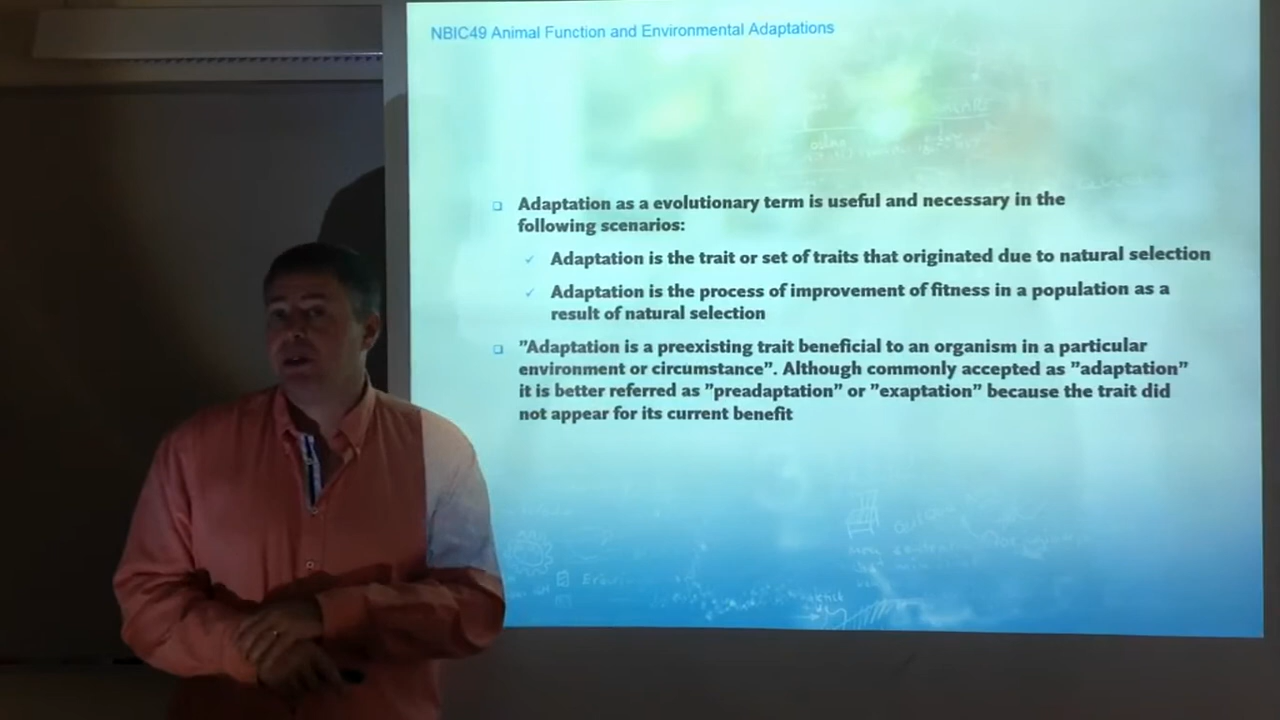 NBIC49 Animal Function and Environmental Adaptations
Adaptation as a evolutionary term is useful and necessary in the
following scenarios:
Adaptation is the trait or set of traits that originated due to natural selection
Adaptation is the process of improvement of fitness in a population as a
result of natural selection
”Adaptation is a preexisting trait beneficial to an organism in a particular
environment or circumstance”. Although commonly accepted as ”adaptation”
it is better referred as ”preadaptation” or ”exaptation” because the trait did
not appear for its current benefit